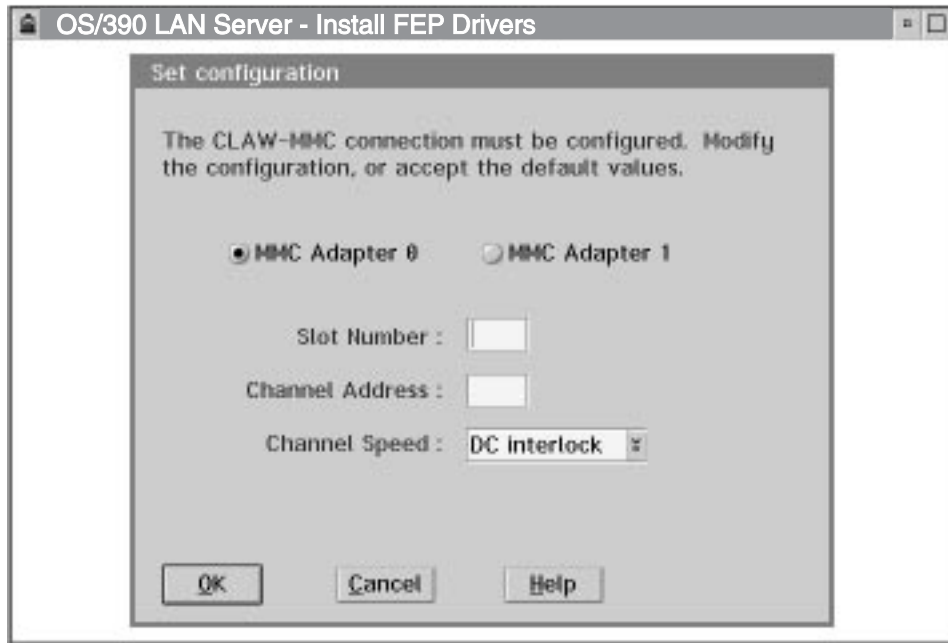 OS/390 LAN Server - Install FEP Drivers
Set configuration
The CLAW-MMC connection must be configured. Modify
the configuration, or accept the default values.
MMC Adapter 0 MMC Adapter 1
Slot Number :
Channel Address :
Channel Speed : DC interlock
OK Cancel Help